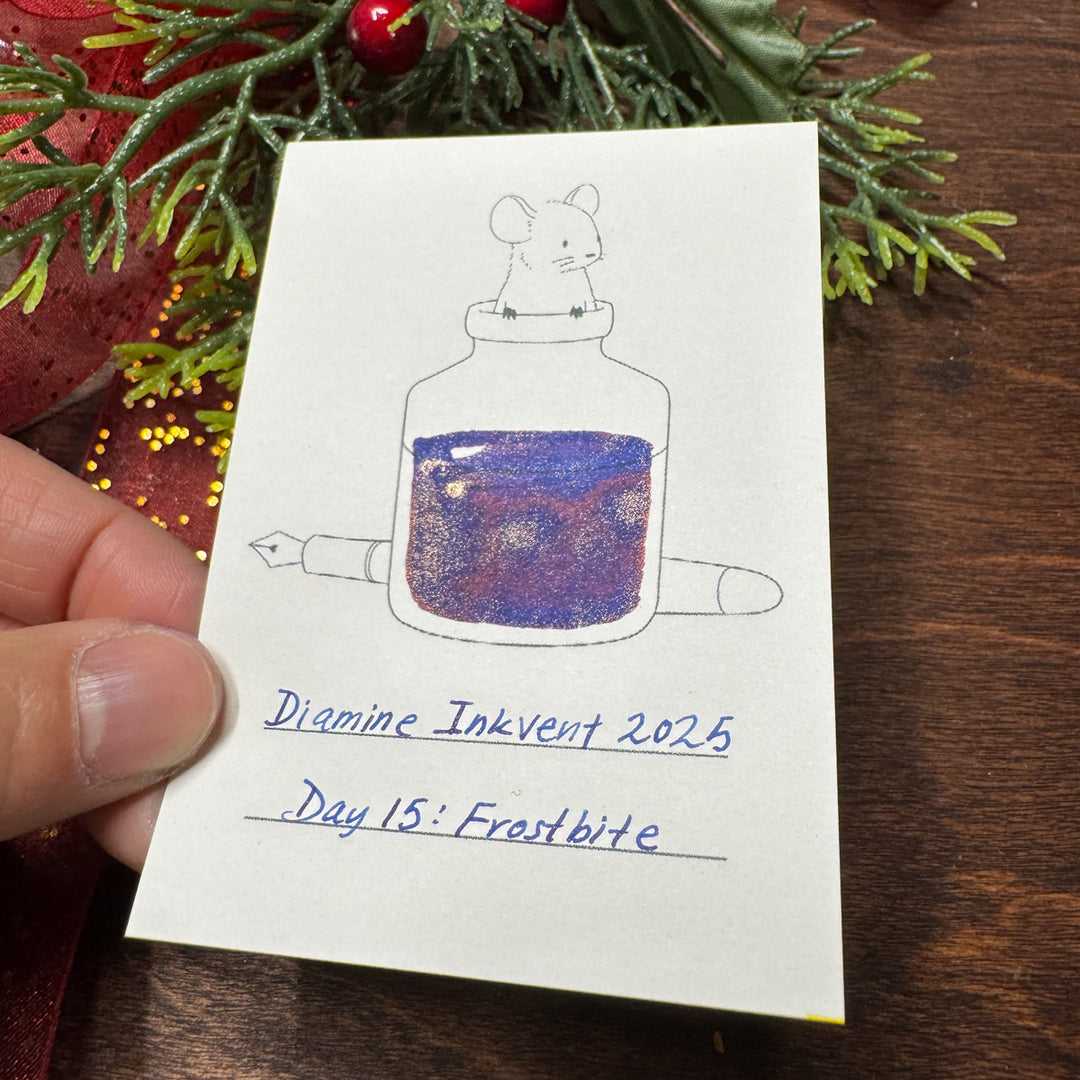 Diamine Inkvent 2025
Day 15: Frostbite